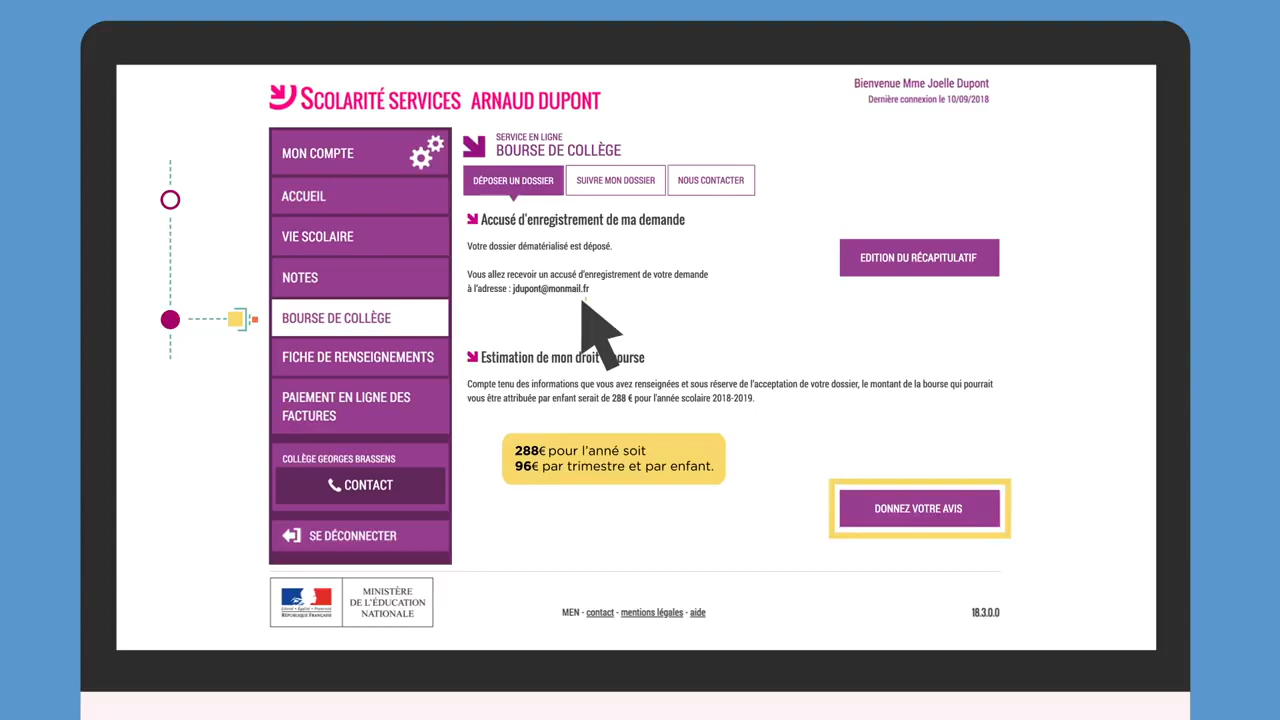 SCOLARITÉ SERVICES ARNAUD DUPONT
Bienvenue Mme Joelle Dupont
Dernière connexion le 10/09/2018
MON COMPTE
ACCUEIL
VIE SCOLAIRE
NOTES
BOURSE DE COLLÈGE
FICHE DE RENSEIGNEMENTS
PAIEMENT EN LIGNE DES
FACTURES
COLLÈGE GEORGES BRASSENS
CONTACT
SE DÉCONNECTER
SERVICE EN LIGNE
BOURSE DE COLLÈGE
DÉPOSER UN DOSSIER
SUIVRE MON DOSSIER
NOUS CONTACTER
Accusé d'enregistrement de ma demande
Votre dossier dématérialisé est déposé.
Vous allez recevoir un accusé d'enregistrement de votre demande
à l'adresse : jdupont@monmail.fr
EDITION DU RÉCAPITULATIF
Estimation de mon droit bourse
Compte tenu des informations que vous avez renseignées et sous réserve de l'acceptation de votre dossier, le montant de la bourse qui pourrait
vous être attribuée par enfant serait de 288 € pour l'année scolaire 2018-2019.
288€ pour l'anné soit
96€ par trimestre et par enfant.
DONNEZ VOTRE AVIS
Liberté • Égalité • Fraternité
RÉPUBLIQUE FRANÇAISE
MINISTÈRE
DE L'ÉDUCATION
NATIONALE
MEN - contact - mentions légales - aide
18.3.0.0